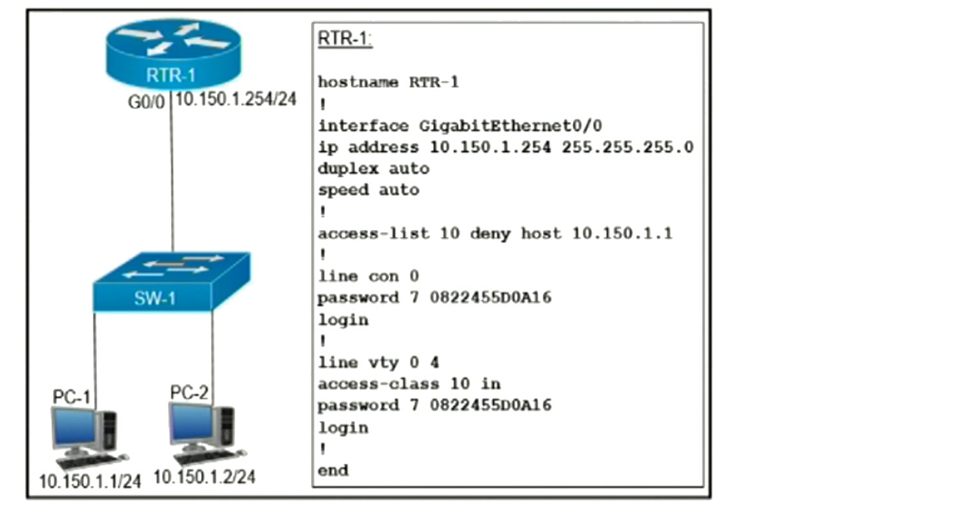 RTR-1
G0/0 10.150.1.254/24
SW-1
PC-1
PC-2
10.150.1.1/24
10.150.1.2/24
RTR-1:
hostname RTR-1
!
interface GigabitEthernet0/0
ip address 10.150.1.254 255.255.255.0
duplex auto
speed auto
!
access-list 10 deny host 10.150.1.1
!
line con 0
password 7 0822455D0A16
login
!
line vty 0 4
access-class 10 in
password 7 0822455D0A16
login
!
end